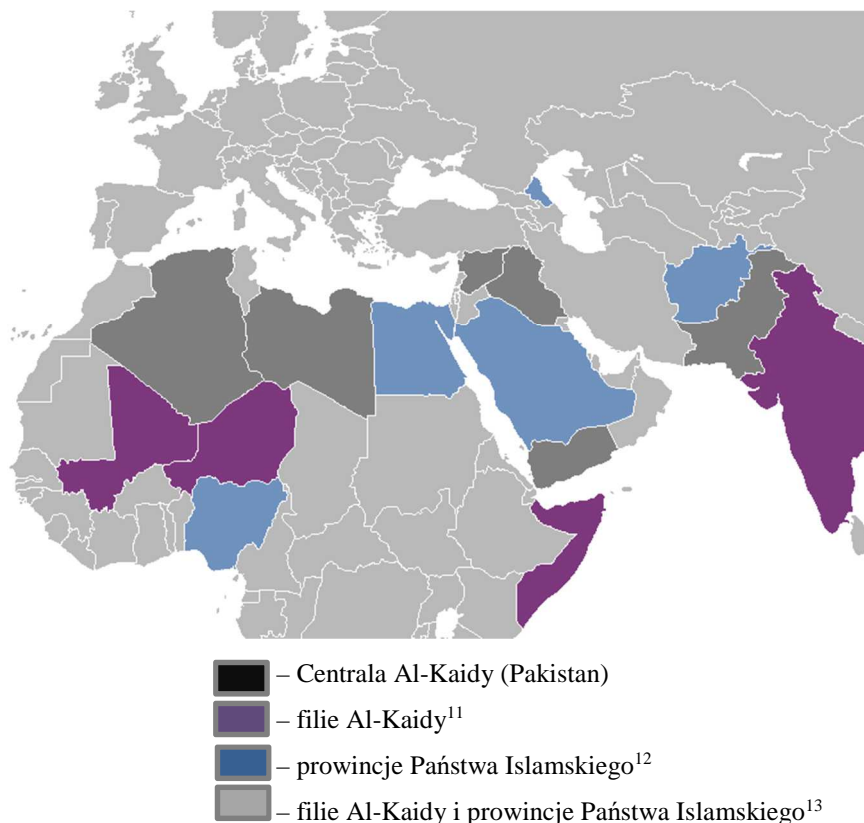 – Centrala Al-Kaidy (Pakistan)
– filie Al-Kaidy¹¹
– prowincje Państwa Islamskiego¹²
– filie Al-Kaidy i prowincje Państwa Islamskiego¹³